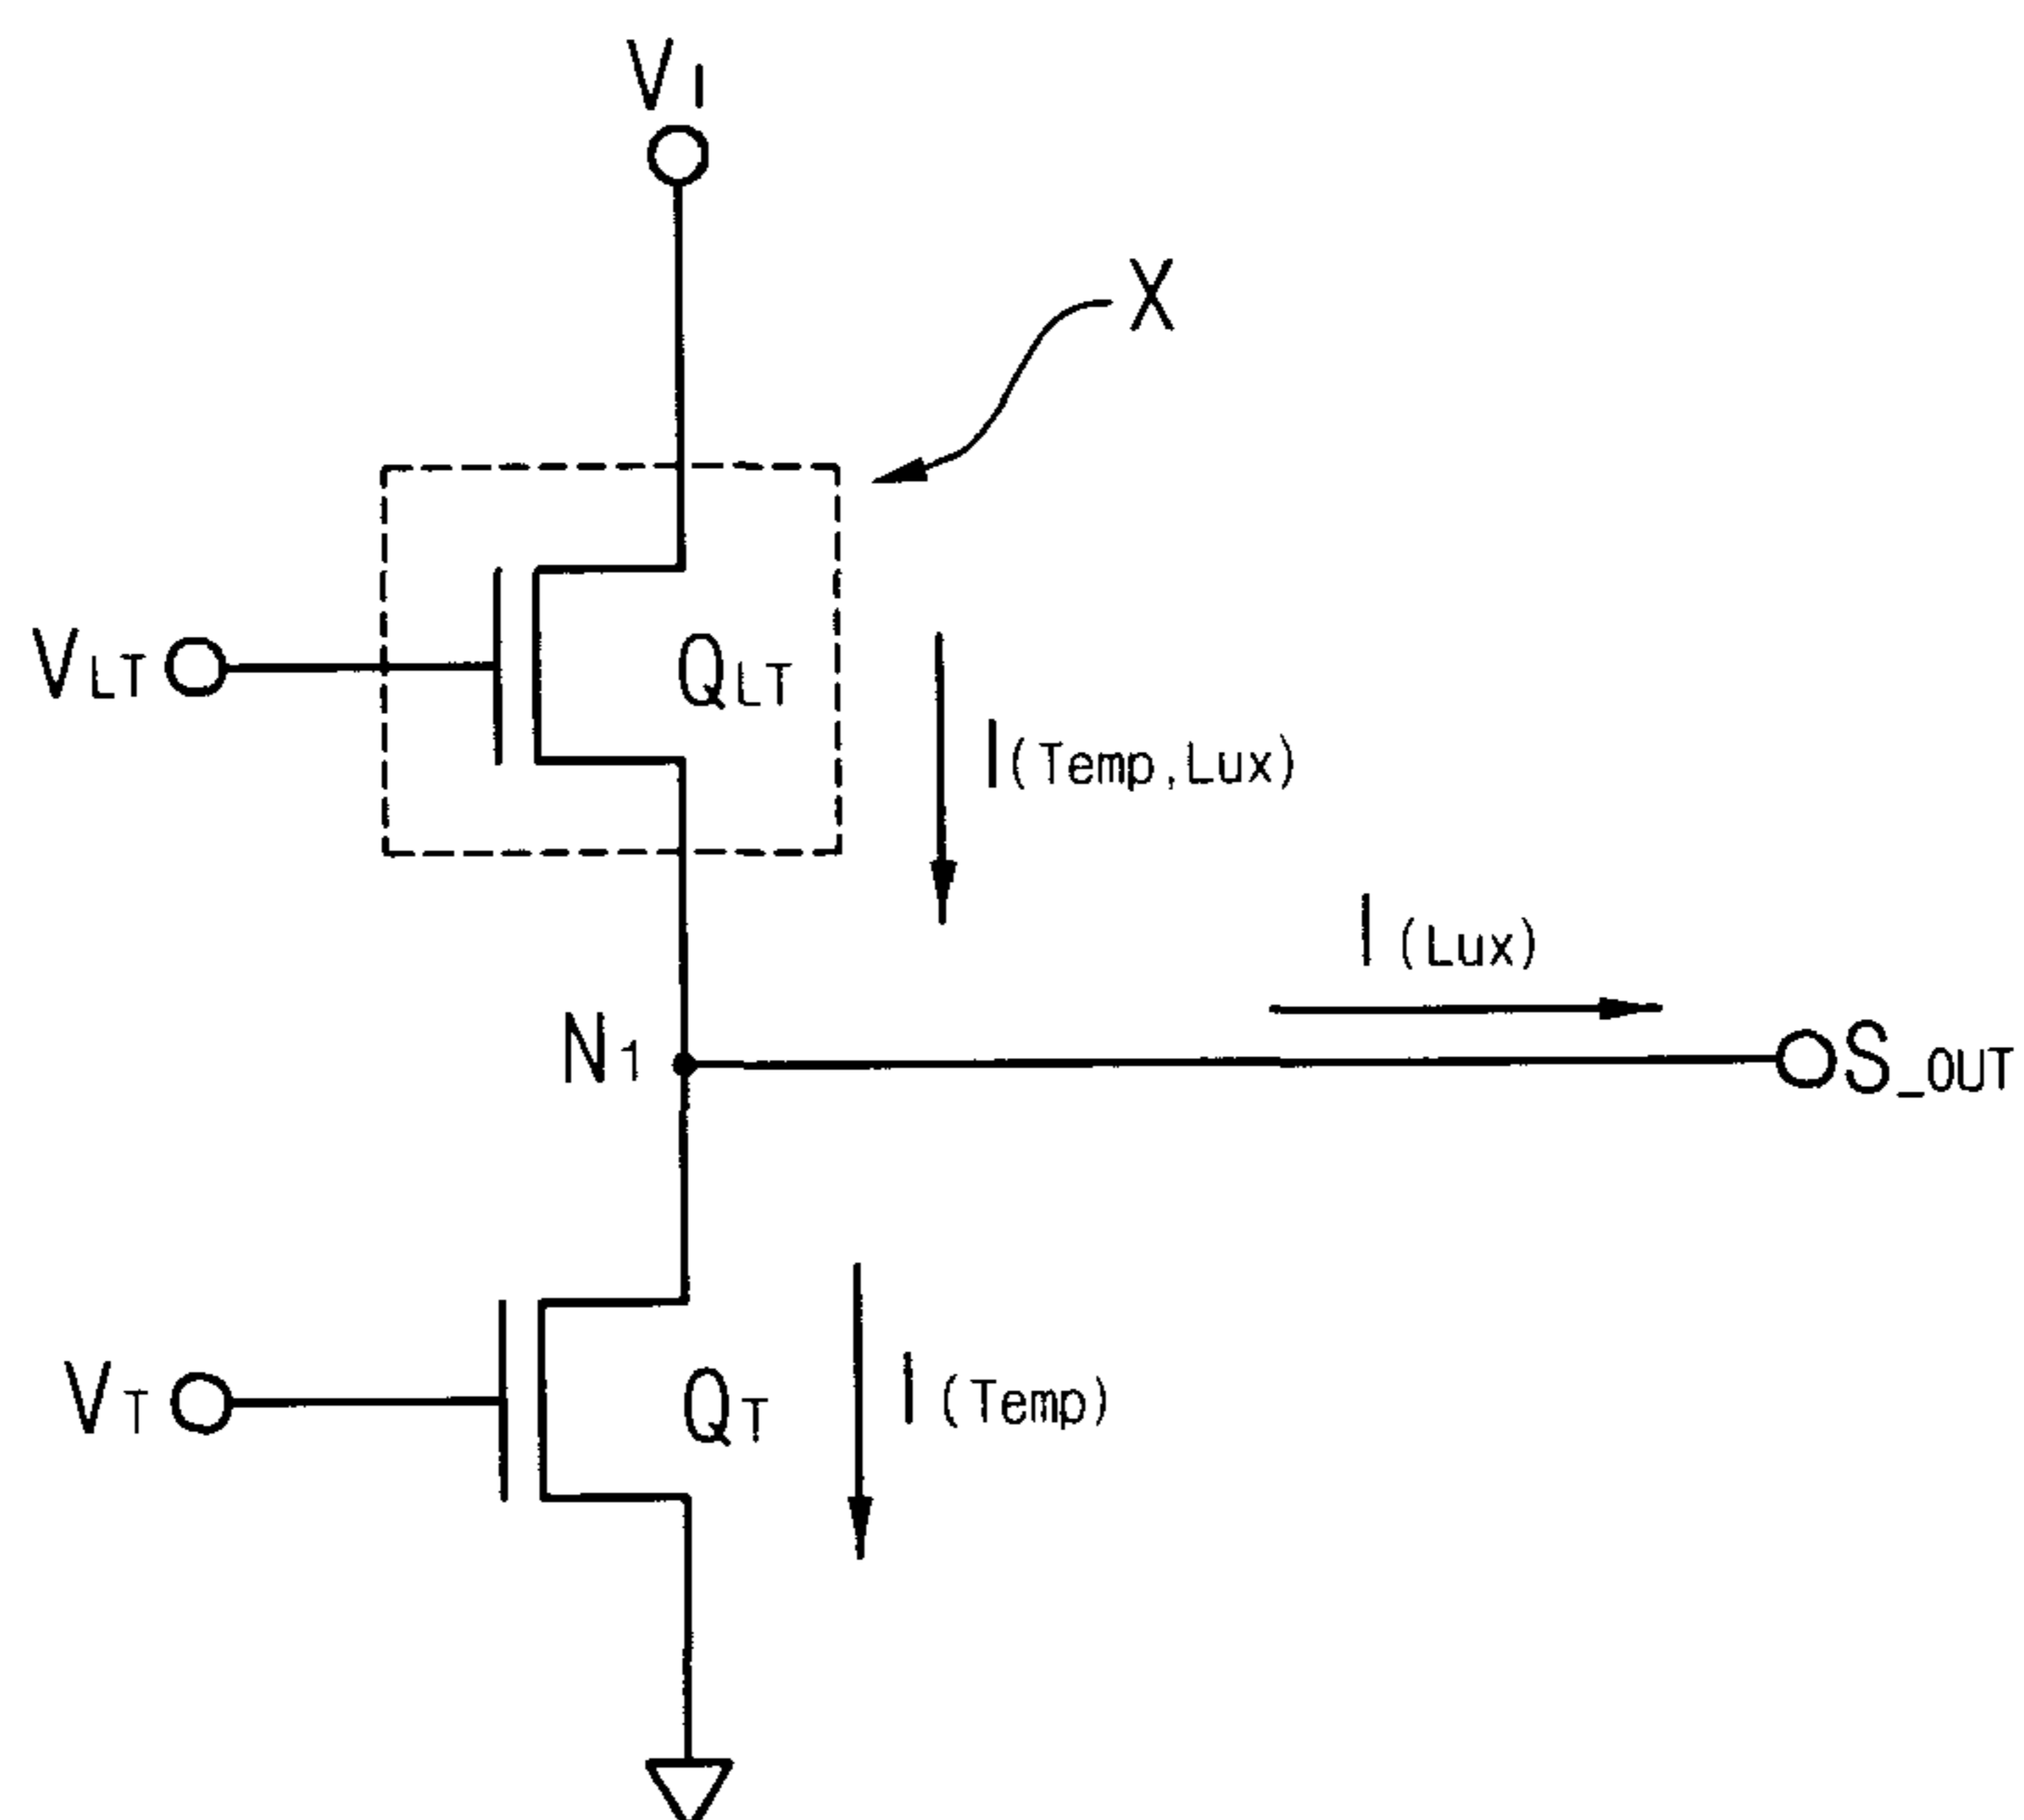 VI
X
VLT
QLT
I(Temp,Lux)
I(Lux)
N1
S_OUT
VT
QT
I(Temp)